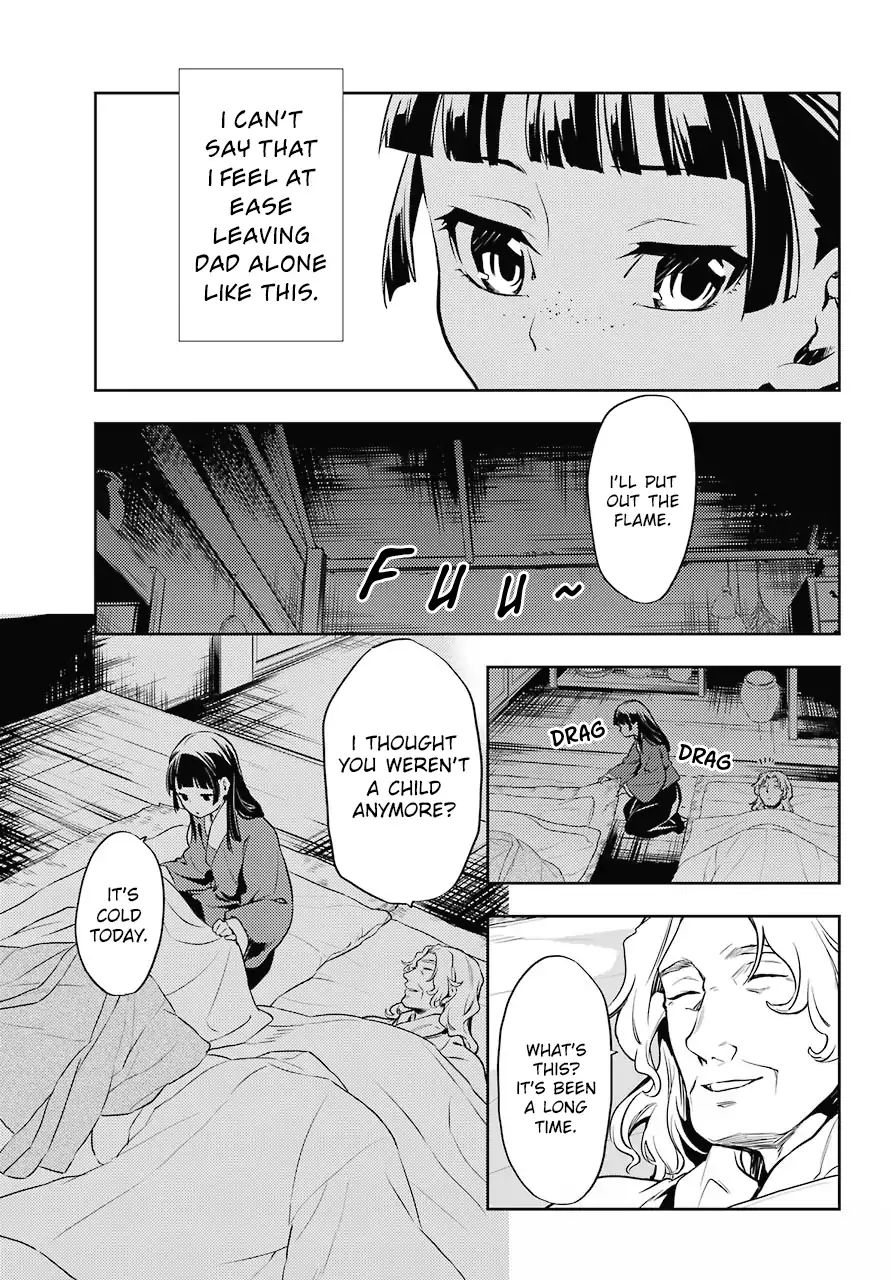 I CAN'T
SAY THAT
I FEEL AT
EASE
LEAVING
DAD ALONE
LIKE THIS.
I'LL PUT
OUT THE
FLAME.
FUU~
DRAG
DRAG
WHAT'S
THIS?
IT'S BEEN
A LONG
TIME.
I THOUGHT
YOU WEREN'T
A CHILD
ANYMORE?
IT'S
COLD
TODAY.